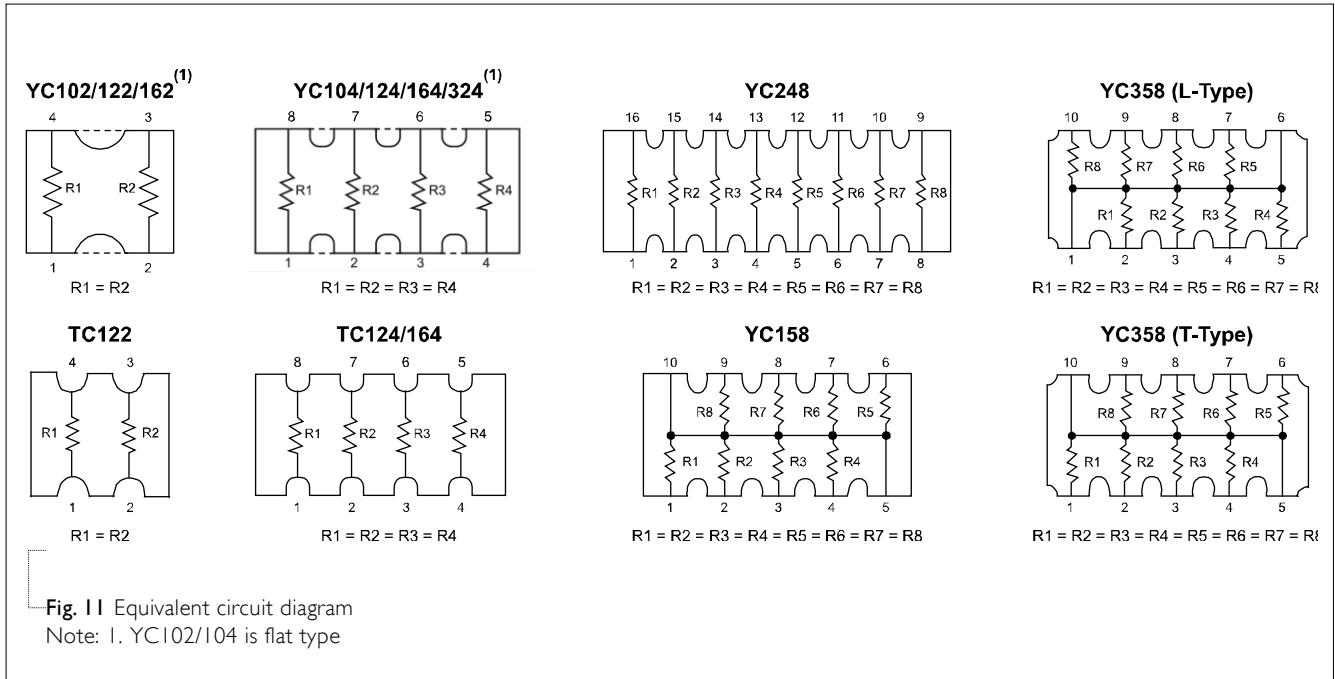 YC102/122/162(1)
4 3
R1 R2
1 2
R1 = R2
YC104/124/164/324(1)
8 7 6 5
R1 R2 R3 R4
1 2 3 4
R1 = R2 = R3 = R4
YC248
16 15 14 13 12 11 10 9
R1 R2 R3 R4 R5 R6 R7 R8
1 2 3 4 5 6 7 8
R1 = R2 = R3 = R4 = R5 = R6 = R7 = R8
YC358 (L-Type)
10 9 8 7 6
R8 R7 R6 R5
R1 R2 R3 R4
1 2 3 4 5
R1 = R2 = R3 = R4 = R5 = R6 = R7 = R8
TC122
4 3
R1 R2
1 2
R1 = R2
TC124/164
8 7 6 5
R1 R2 R3 R4
1 2 3 4
R1 = R2 = R3 = R4
YC158
10 9 8 7 6
R8 R7 R6 R5
R1 R2 R3 R4
1 2 3 4 5
R1 = R2 = R3 = R4 = R5 = R6 = R7 = R8
YC358 (T-Type)
10 9 8 7 6
R8 R7 R6 R5
R1 R2 R3 R4
1 2 3 4 5
R1 = R2 = R3 = R4 = R5 = R6 = R7 = R8
Fig. 11 Equivalent circuit diagram
Note: 1. YC102/104 is flat type